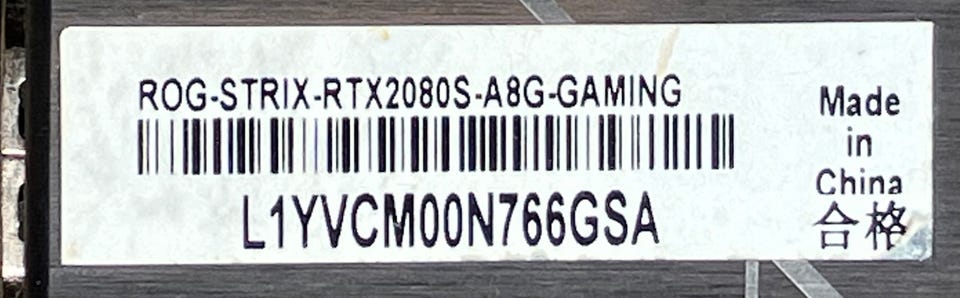 ROG-STRIX-RTX2080S-A8G-GAMING
L1YVCM00N766GSA
Made
in
China
合格